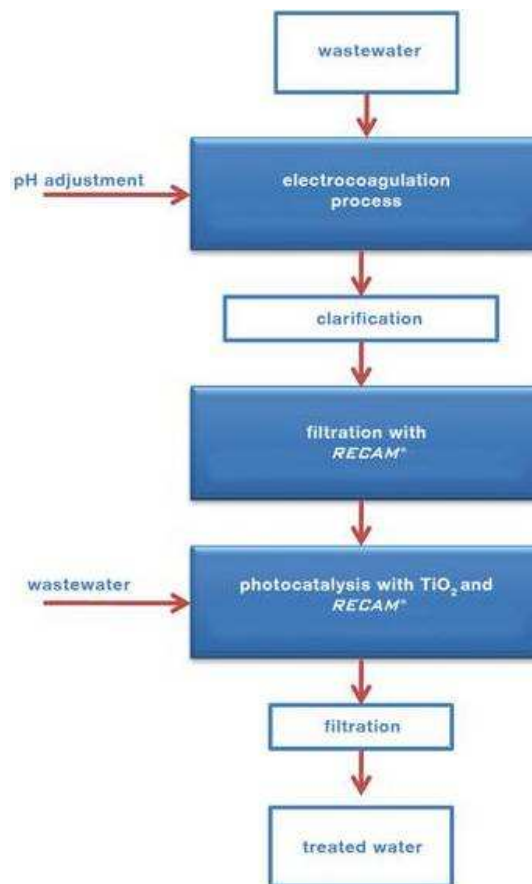 wastewater
pH adjustment
electrocoagulation
process
clarification
filtration with
RECAM®
wastewater
photocatalysis with TiO₂ and
RECAM®
filtration
treated water